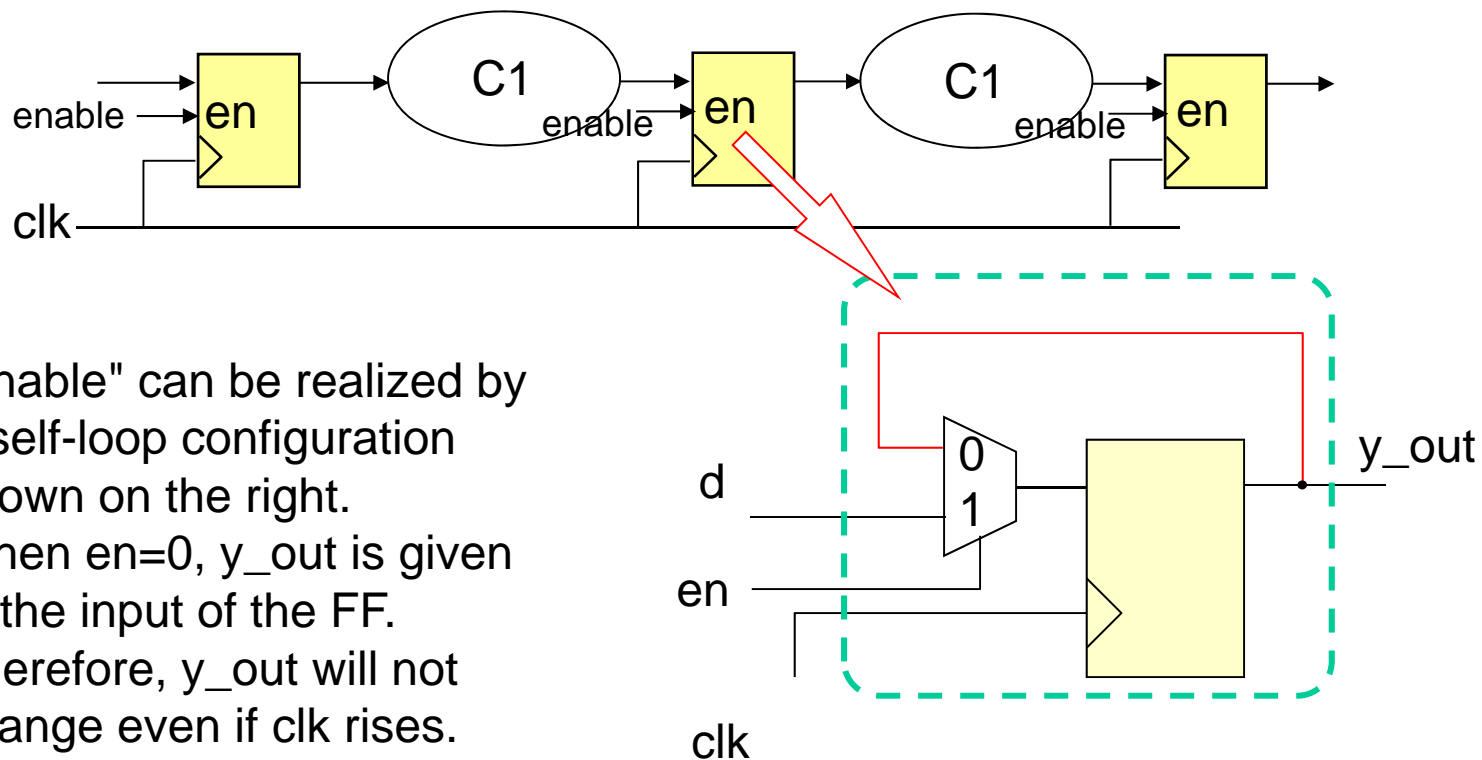 C1
C1
enable
en
enable
en
enable
en
clk
nable" can be realized by
self-loop configuration
own on the right.
hen en=0, y_out is given
the input of the FF.
erefore, y_out will not
ange even if clk rises.
0
1
d
en
clk
y_out